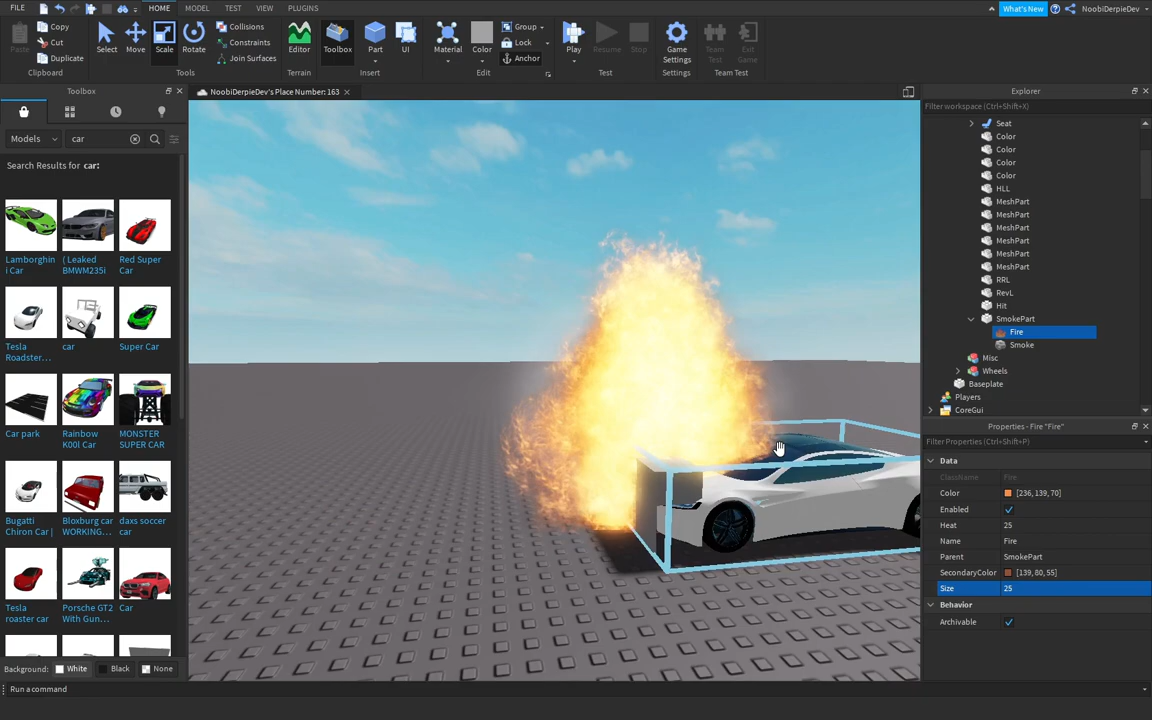 FILE HOME MODEL TEST VIEW PLUGINS What's New NoobiDerpieDev
Paste Copy Cut Duplicate Clipboard
Select Move Scale Rotate Collisions Constraints Join Surfaces Tools
Editor Terrain
Toolbox Part UI Insert
Material Color Group Lock Anchor Edit
Play Resume Stop Test
Game Settings Settings
Team Test Exit Game Team Test
Toolbox
NoobiDerpieDev's Place Number: 163
Models car
Search Results for car:
Lamborghin i Car
( Leaked BMWM235i
Red Super Car
Tesla Roadster...
car
Super Car
Car park
Rainbow K00l Car
MONSTER SUPER CAR
Bugatti Chiron Car |
Bloxburg car WORKING...
daxs soccer car
Tesla roaster car
Porsche GT2 With Gun...
Car
Background: White Black None
Explorer
Filter workspace (Ctrl+Shift+X)
Seat
Color
Color
Color
Color
HLL
MeshPart
MeshPart
MeshPart
MeshPart
MeshPart
MeshPart
RRL
RevL
Hit
SmokePart
Fire
Smoke
Misc
Wheels
Baseplate
Players
CoreGui
Properties - Fire "Fire"
Filter Properties (Ctrl+Shift+P)
Data
ClassName Fire
Color [236, 139, 70]
Enabled
Heat 25
Name Fire
Parent SmokePart
SecondaryColor [139, 80, 55]
Size 25
Behavior
Archivable
Run a command